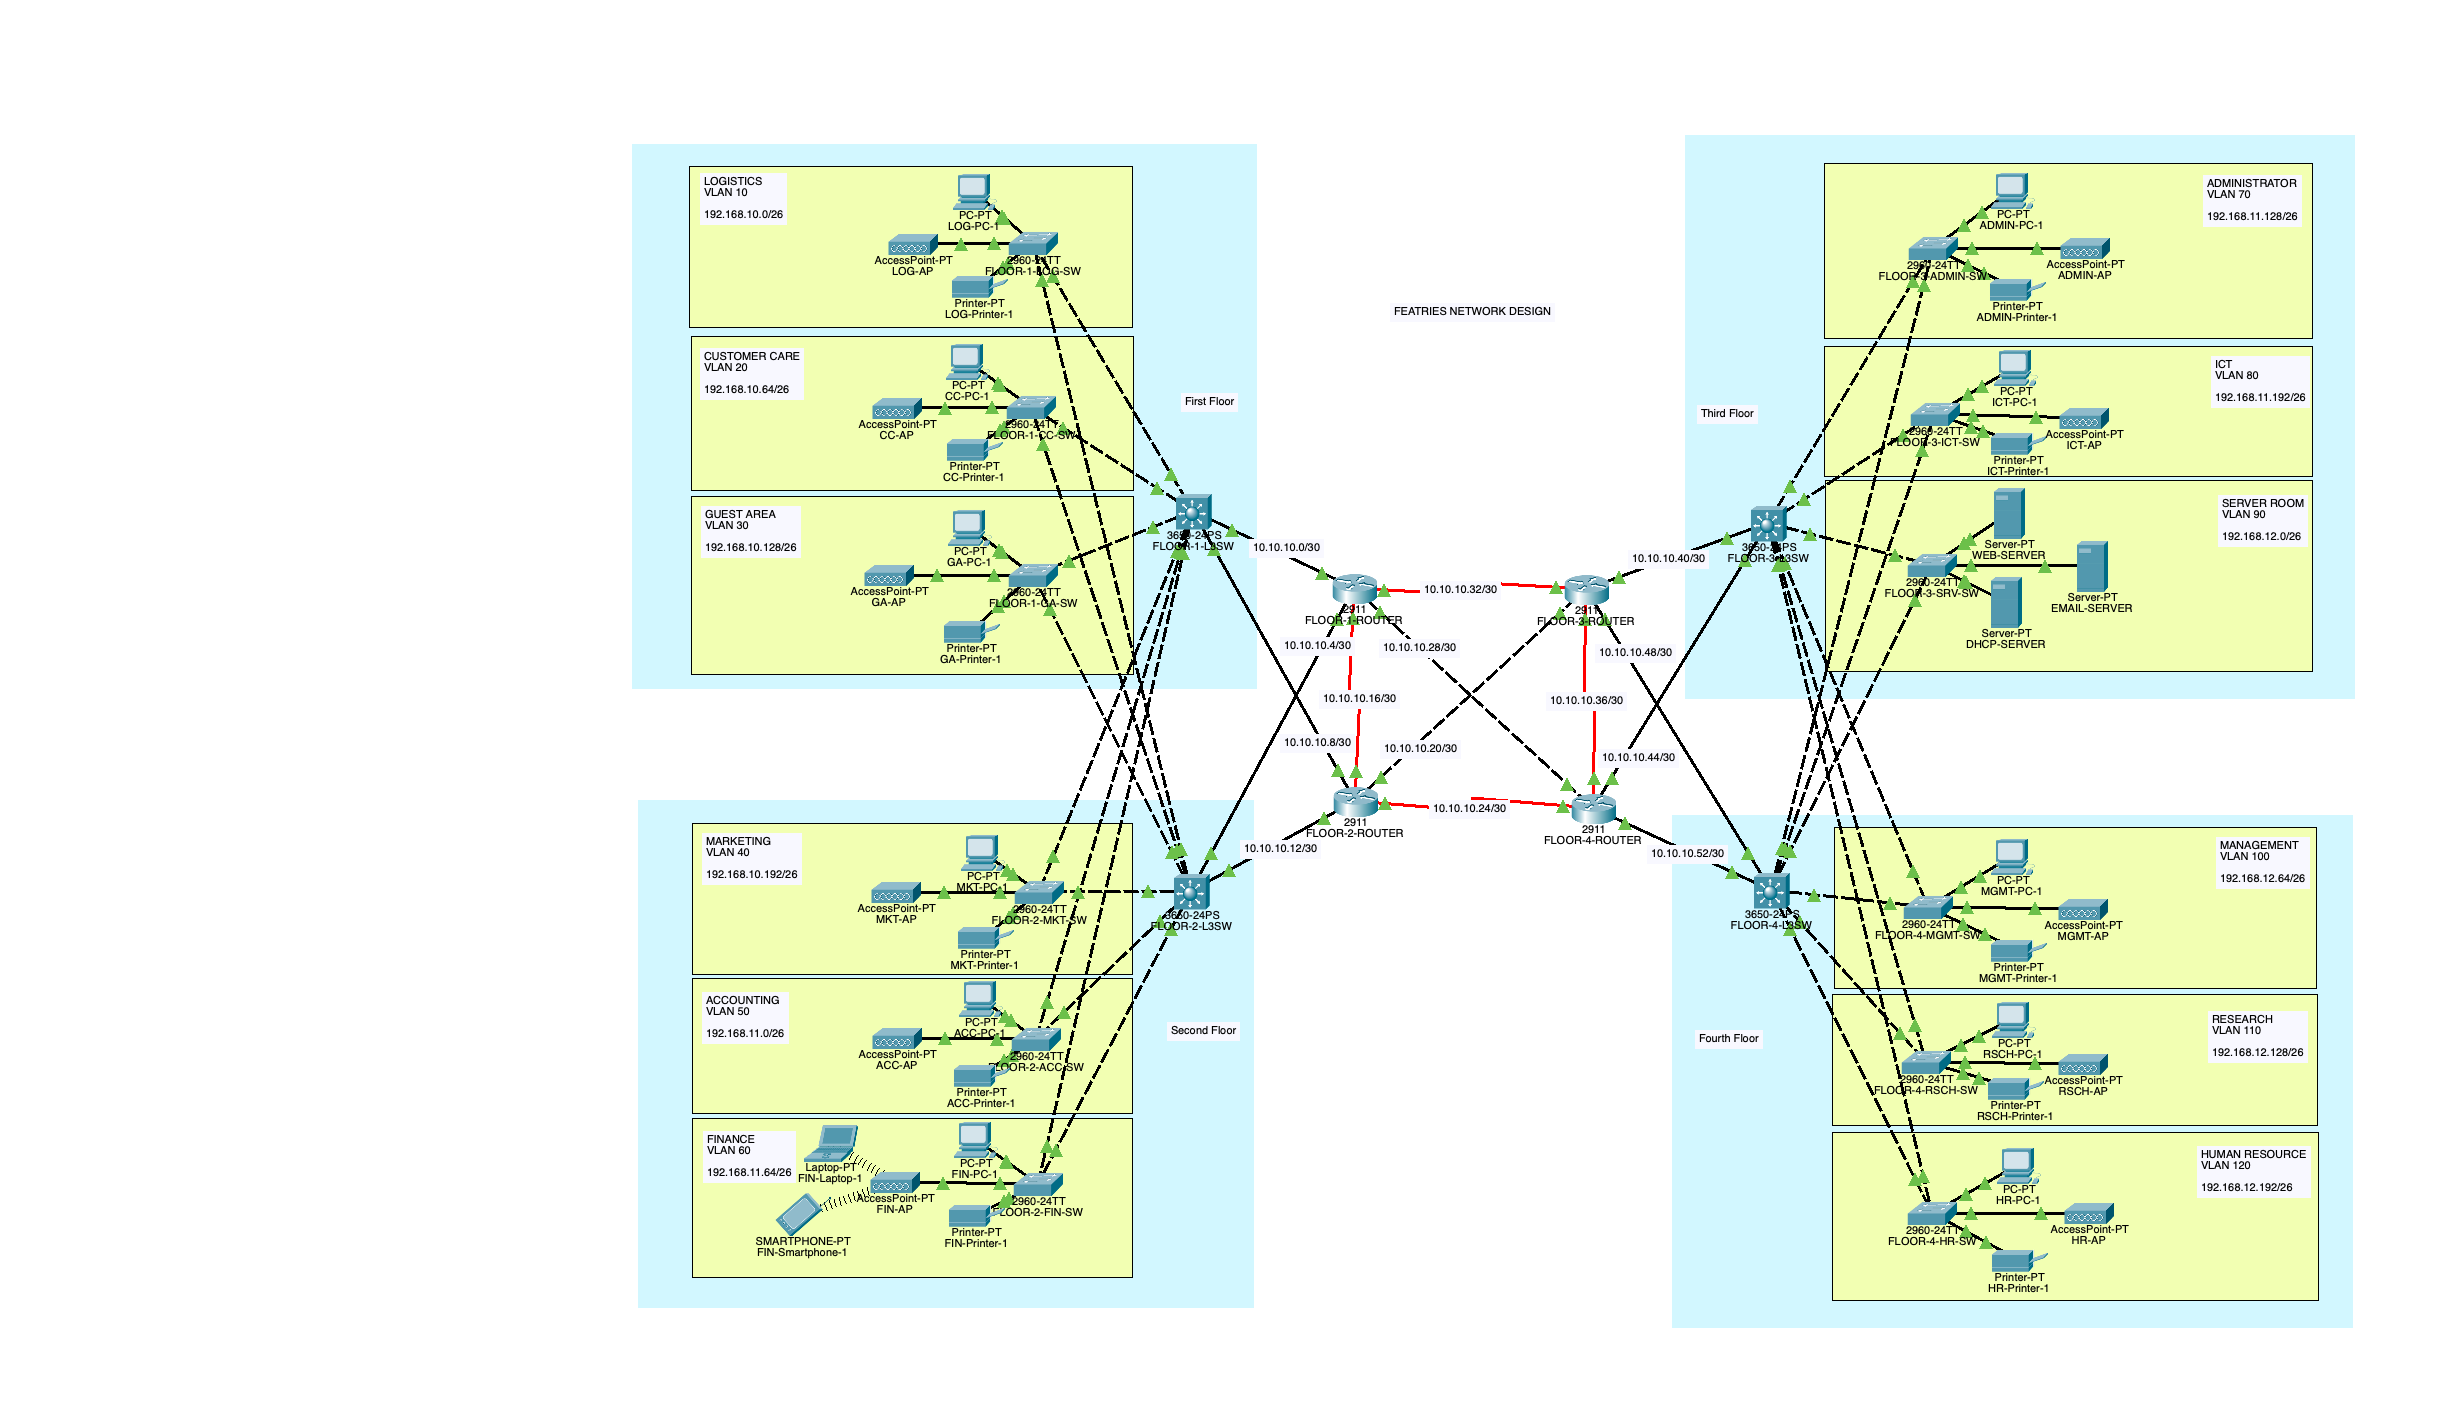 LOGISTICS
VLAN 10
192.168.10.0/26
PC-PT
LOG-PC-1
AccessPoint-PT
LOG-AP
2960-24TT
FLOOR-1-LOG-SW
Printer-PT
LOG-Printer-1
CUSTOMER CARE
VLAN 20
192.168.10.64/26
PC-PT
CC-PC-1
AccessPoint-PT
CC-AP
2960-24TT
FLOOR-1-CC-SW
Printer-PT
CC-Printer-1
GUEST AREA
VLAN 30
192.168.10.128/26
PC-PT
GA-PC-1
AccessPoint-PT
GA-AP
2960-24TT
FLOOR-1-GA-SW
Printer-PT
GA-Printer-1
First Floor
3650-24PS
FLOOR-1-L3SW
MARKETING
VLAN 40
192.168.10.192/26
PC-PT
MKT-PC-1
AccessPoint-PT
MKT-AP
2960-24TT
FLOOR-2-MKT-SW
Printer-PT
MKT-Printer-1
ACCOUNTING
VLAN 50
192.168.11.0/26
PC-PT
ACC-PC-1
AccessPoint-PT
ACC-AP
2960-24TT
FLOOR-2-ACC-SW
Printer-PT
ACC-Printer-1
FINANCE
VLAN 60
192.168.11.64/26
Laptop-PT
FIN-Laptop-1
PC-PT
FIN-PC-1
AccessPoint-PT
FIN-AP
2960-24TT
FLOOR-2-FIN-SW
Printer-PT
FIN-Printer-1
SMARTPHONE-PT
FIN-Smartphone-1
Second Floor
3650-24PS
FLOOR-2-L3SW
FEATRIES NETWORK DESIGN
10.10.10.0/30
10.10.10.32/30
10.10.10.40/30
2911
FLOOR-1-ROUTER
2911
FLOOR-3-ROUTER
10.10.10.4/30
10.10.10.28/30
10.10.10.48/30
10.10.10.16/30
10.10.10.36/30
10.10.10.8/30
10.10.10.20/30
10.10.10.44/30
10.10.10.24/30
2911
FLOOR-2-ROUTER
2911
FLOOR-4-ROUTER
10.10.10.12/30
10.10.10.52/30
Third Floor
3650-24PS
FLOOR-3-L3SW
ADMINISTRATOR
VLAN 70
192.168.11.128/26
PC-PT
ADMIN-PC-1
2960-24TT
FLOOR-3-ADMIN-SW
AccessPoint-PT
ADMIN-AP
Printer-PT
ADMIN-Printer-1
ICT
VLAN 80
192.168.11.192/26
PC-PT
ICT-PC-1
2960-24TT
FLOOR-3-ICT-SW
AccessPoint-PT
ICT-AP
Printer-PT
ICT-Printer-1
SERVER ROOM
VLAN 90
192.168.12.0/26
Server-PT
WEB-SERVER
2960-24TT
FLOOR-3-SRV-SW
Server-PT
EMAIL-SERVER
Server-PT
DHCP-SERVER
Fourth Floor
3650-24PS
FLOOR-4-L3SW
MANAGEMENT
VLAN 100
192.168.12.64/26
PC-PT
MGMT-PC-1
2960-24TT
FLOOR-4-MGMT-SW
AccessPoint-PT
MGMT-AP
Printer-PT
MGMT-Printer-1
RESEARCH
VLAN 110
192.168.12.128/26
PC-PT
RSCH-PC-1
2960-24TT
FLOOR-4-RSCH-SW
AccessPoint-PT
RSCH-AP
Printer-PT
RSCH-Printer-1
HUMAN RESOURCE
VLAN 120
192.168.12.192/26
PC-PT
HR-PC-1
2960-24TT
FLOOR-4-HR-SW
AccessPoint-PT
HR-AP
Printer-PT
HR-Printer-1